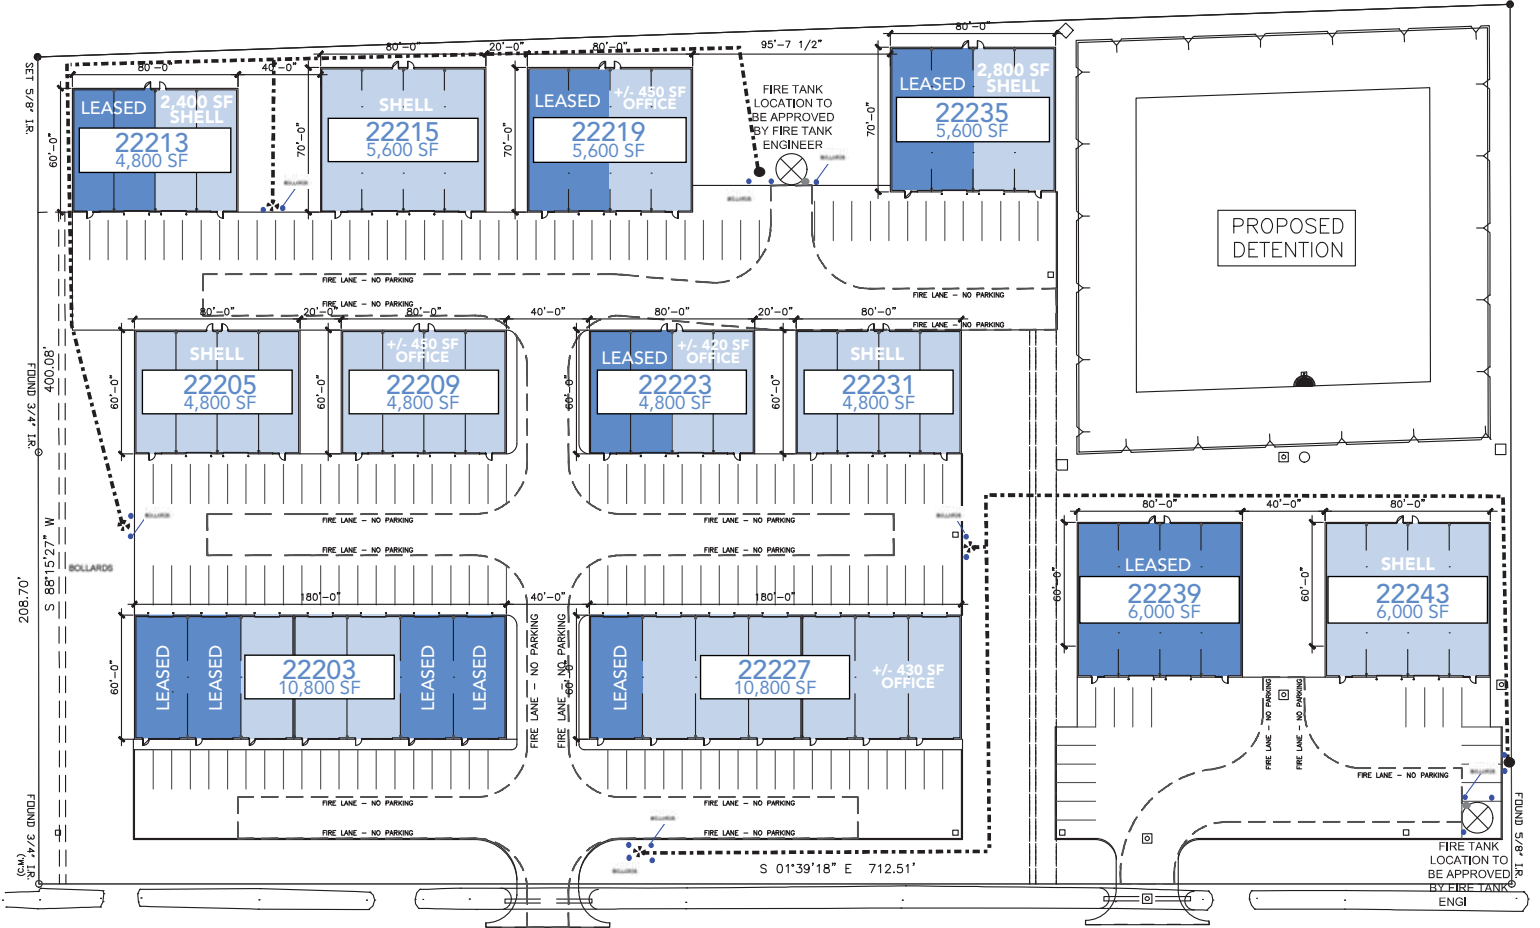 80'-0"
80'-0"
20'-0"
80'-0"
95'-7 1/2"
80'-0"
40'-0"
SET 5/8" I.R.
60'-0"
LEASED
2,400 SF
SHELL
22213
4,800 SF
70'-0"
SHELL
22215
5,600 SF
70'-0"
LEASED
+/- 450 SF
OFFICE
22219
5,600 SF
FIRE TANK
LOCATION TO
BE APPROVED
BY FIRE TANK
ENGINEER
70'-0"
LEASED
2,800 SF
SHELL
22235
5,600 SF
PROPOSED
DETENTION
FIRE LANE - NO PARKING
FIRE LANE - NO PARKING
FIRE LANE - NO PARKING
FIRE LANE - NO PARKING
80'-0"
20'-0"
80'-0"
40'-0"
80'-0"
20'-0"
80'-0"
400.08'
FOUND 3/4" I.R.
60'-0"
SHELL
22205
4,800 SF
60'-0"
+/- 450 SF
OFFICE
22209
4,800 SF
60'-0"
LEASED
+/- 420 SF
OFFICE
22223
4,800 SF
60'-0"
SHELL
22231
4,800 SF
FIRE LANE - NO PARKING
FIRE LANE - NO PARKING
FIRE LANE - NO PARKING
FIRE LANE - NO PARKING
BOLLARDS
S 88°15'27" W
208.70'
80'-0"
40'-0"
80'-0"
60'-0"
LEASED
22239
6,000 SF
60'-0"
SHELL
22243
6,000 SF
180'-0"
40'-0"
180'-0"
60'-0"
LEASED
LEASED
22203
10,800 SF
LEASED
LEASED
FIRE LANE - NO PARKING
FIRE LANE - NO PARKING
60'-0"
LEASED
22227
10,800 SF
+/- 430 SF
OFFICE
FIRE LANE - NO PARKING
FIRE LANE - NO PARKING
FIRE LANE - NO PARKING
FIRE LANE - NO PARKING
FIRE LANE - NO PARKING
FIRE LANE - NO PARKING
FIRE LANE - NO PARKING
FOUND 3/4" I.R.
FOUND 5/8" I.R.
S 01°39'18" E 712.51'
FIRE TANK
LOCATION TO
BE APPROVED
BY FIRE TANK
ENGI